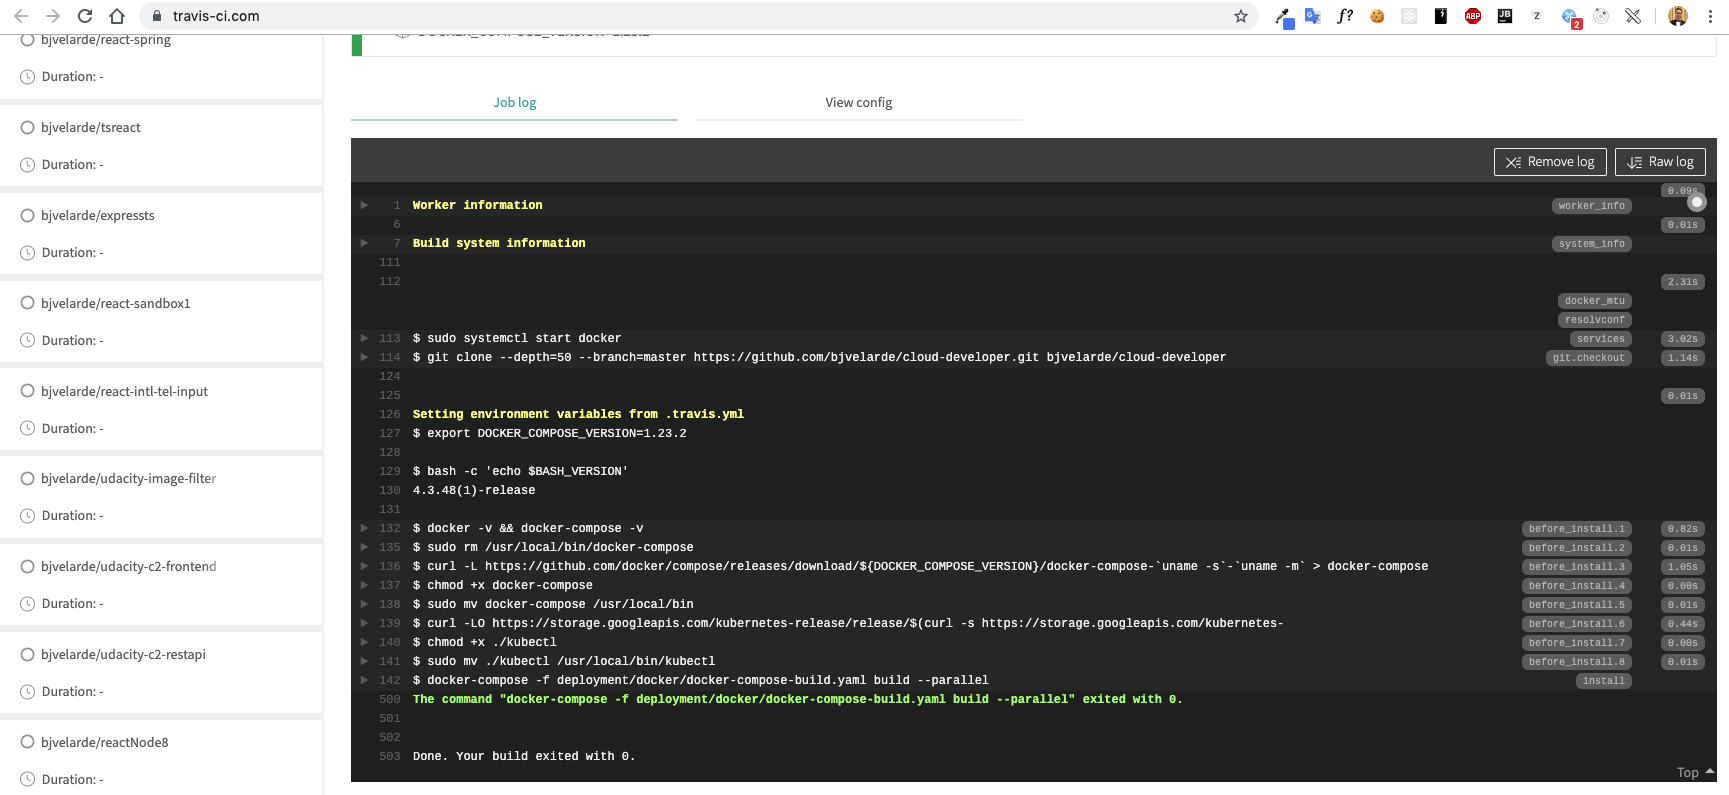 travis-ci.com
bjvelarde/react-spring
Duration: -
bjvelarde/tsreact
Duration: -
bjvelarde/expressts
Duration: -
bjvelarde/react-sandbox1
Duration: -
bjvelarde/react-intl-tel-input
Duration: -
bjvelarde/udacity-image-filter
Duration: -
bjvelarde/udacity-c2-frontend
Duration: -
bjvelarde/udacity-c2-restapi
Duration: -
bjvelarde/reactNode8
Duration: -
Job log View config
Remove log Raw log
0.09s
1 Worker information worker_info
6 0.01s
7 Build system information system_info
111
112 2.31s
docker_mtu
resolvconf
113 $ sudo systemctl start docker services 3.02s
114 $ git clone --depth=50 --branch=master https://github.com/bjvelarde/cloud-developer.git bjvelarde/cloud-developer git.checkout 1.14s
124
125 0.01s
126 Setting environment variables from .travis.yml
127 $ export DOCKER_COMPOSE_VERSION=1.23.2
128
129 $ bash -c 'echo $BASH_VERSION'
130 4.3.48(1)-release
131
132 $ docker -v && docker-compose -v before_install.1 0.82s
135 $ sudo rm /usr/local/bin/docker-compose before_install.2 0.01s
136 $ curl -L https://github.com/docker/compose/releases/download/${DOCKER_COMPOSE_VERSION}/docker-compose-`uname -s`-`uname -m` > docker-compose before_install.3 1.05s
137 $ chmod +x docker-compose before_install.4 0.00s
138 $ sudo mv docker-compose /usr/local/bin before_install.5 0.01s
139 $ curl -LO https://storage.googleapis.com/kubernetes-release/release/$(curl -s https://storage.googleapis.com/kubernetes- before_install.6 0.44s
140 $ chmod +x ./kubectl before_install.7 0.00s
141 $ sudo mv ./kubectl /usr/local/bin/kubectl before_install.8 0.01s
142 $ docker-compose -f deployment/docker/docker-compose-build.yaml build --parallel install
500 The command "docker-compose -f deployment/docker/docker-compose-build.yaml build --parallel" exited with 0.
501
502
503 Done. Your build exited with 0.
Top